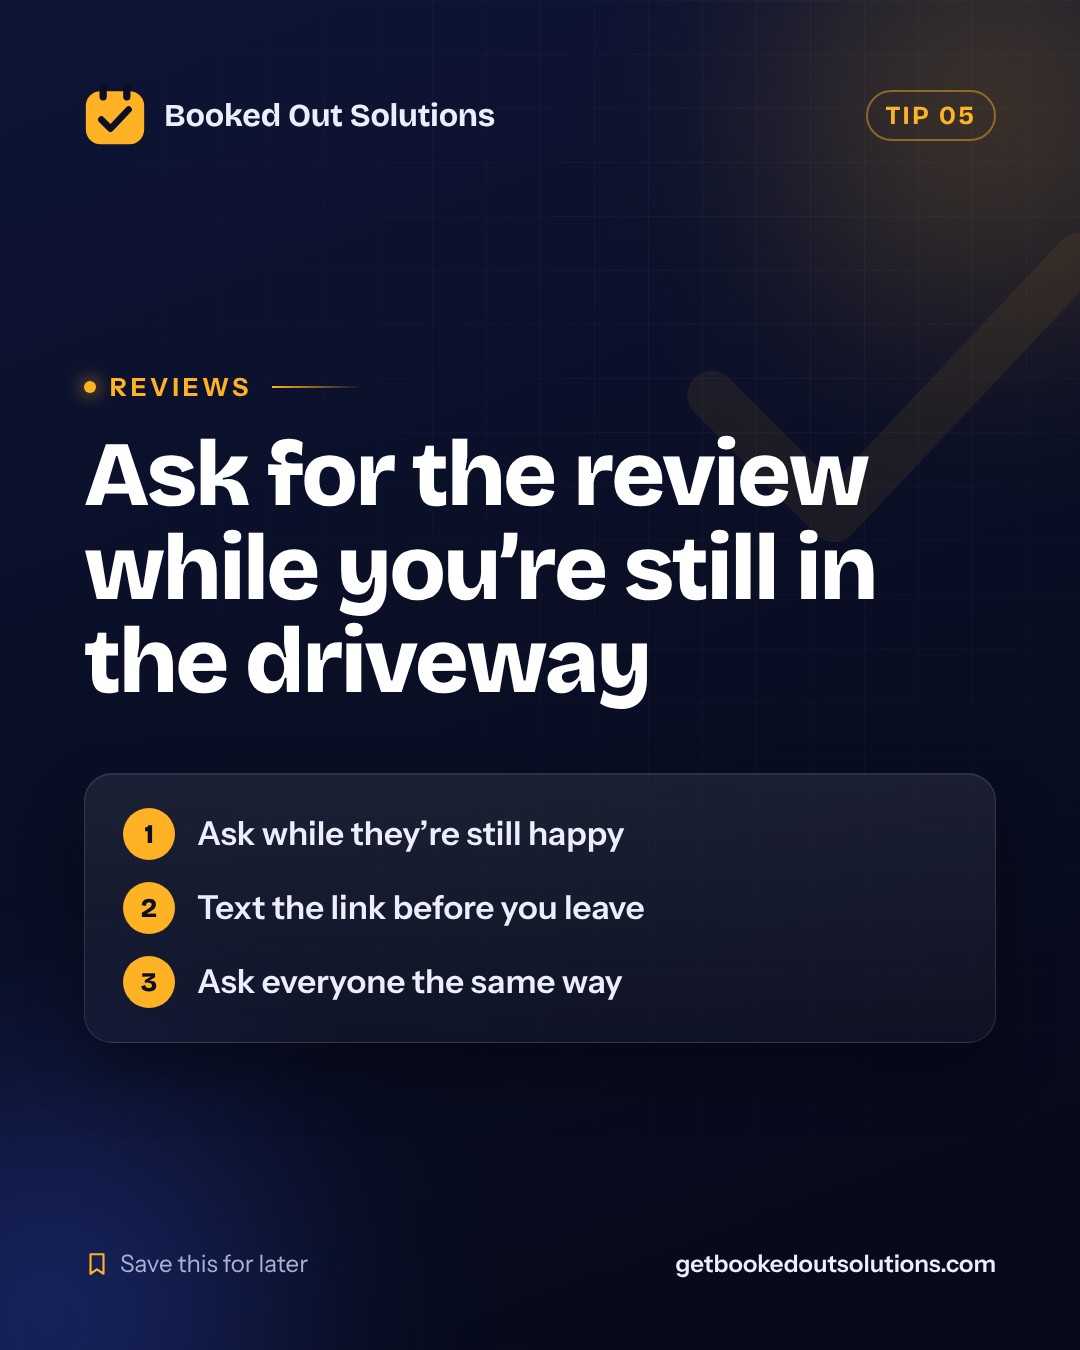 Booked Out Solutions
TIP 05
REVIEWS
Ask for the review
while you’re still in
the driveway
1 Ask while they’re still happy
2 Text the link before you leave
3 Ask everyone the same way
Save this for later
getbookedoutsolutions.com